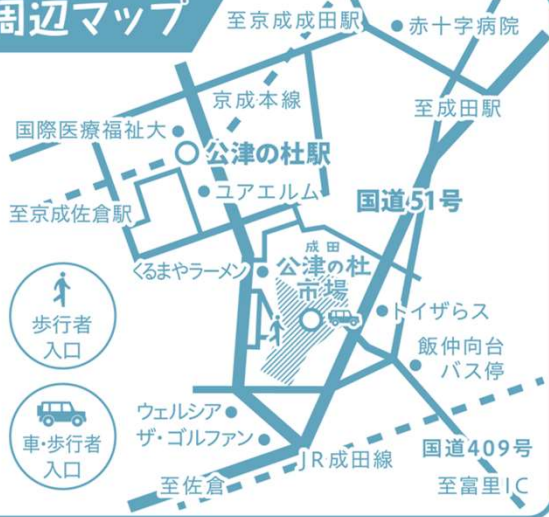 周辺マップ
至京成成田駅
赤十字病院
京成本線
至成田駅
国際医療福祉大
公津の杜駅
ユアエルム
国道51号
至京成佐倉駅
成田
公津の杜
市場
くるまやラーメン
トイザらス
歩行者
入口
飯仲向台
バス停
ウェルシア
ザ・ゴルファン
車・歩行者
入口
国道409号
JR成田線
至佐倉
至富里IC